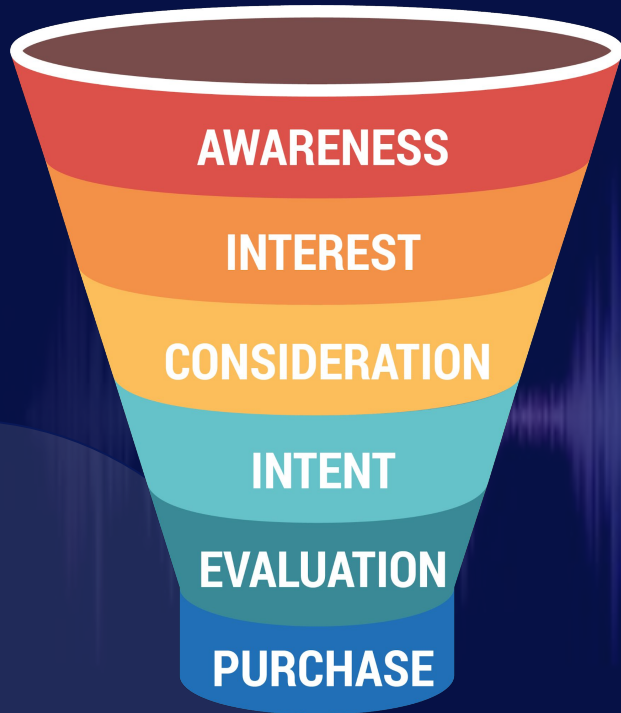 AWARENESS
INTEREST
CONSIDERATION
INTENT
EVALUATION
PURCHASE